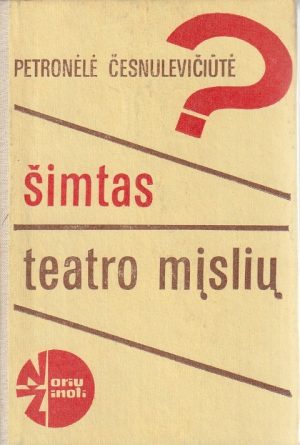 PETRONĖLĖ ČESNULEVIČIŪTĖ
?
šimtas
teatro mįslių
Noriu
Žinoti